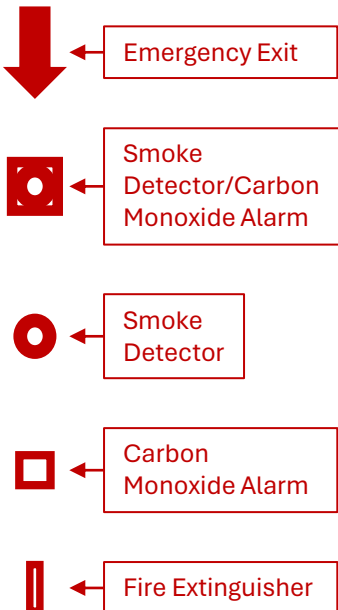 Emergency Exit
Smoke
Detector/Carbon
Monoxide Alarm
Smoke
Detector
Carbon
Monoxide Alarm
Fire Extinguisher